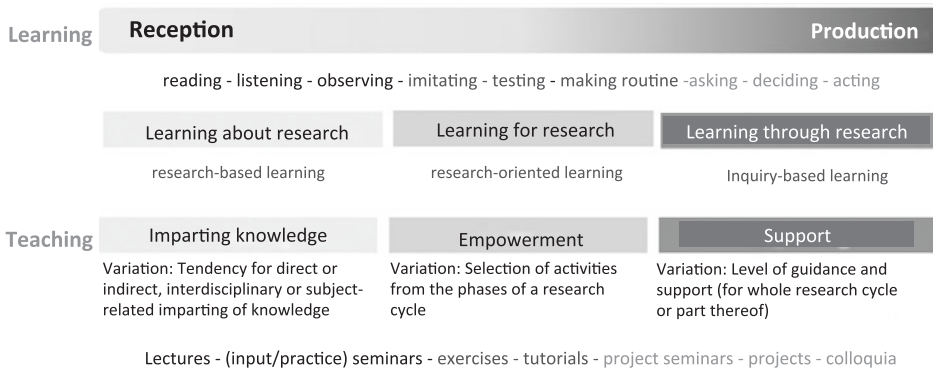 Learning Reception Production
reading - listening - observing - imitating - testing - making routine -asking - deciding - acting
Learning about research Learning for research Learning through research
research-based learning research-oriented learning Inquiry-based learning
Teaching Imparting knowledge Empowerment Support
Variation: Tendency for direct or
indirect, interdisciplinary or subject-
related imparting of knowledge
Variation: Selection of activities
from the phases of a research
cycle
Variation: Level of guidance and
support (for whole research cycle
or part thereof)
Lectures - (input/practice) seminars - exercises - tutorials - project seminars - projects - colloquia